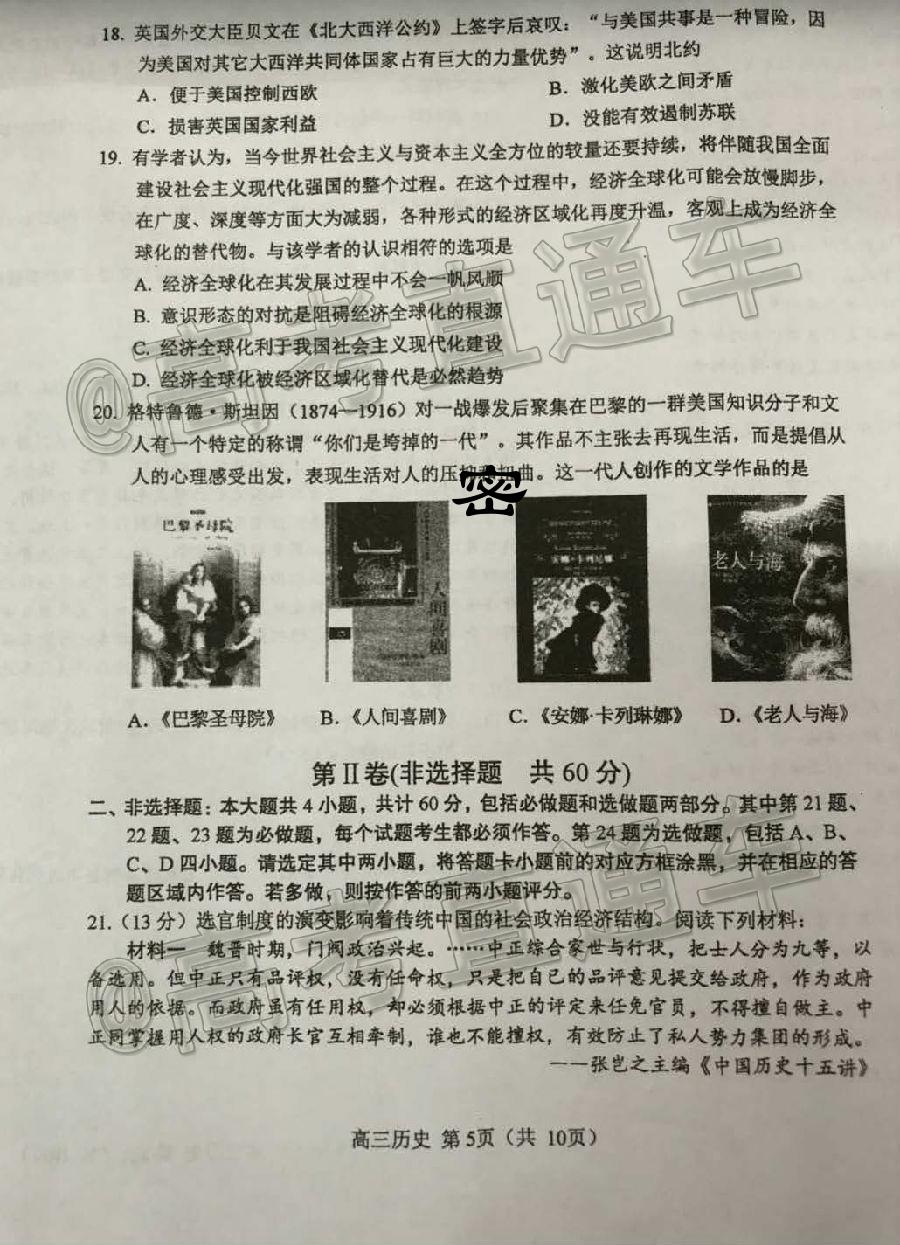 18. 英国外交大臣贝文在《北大西洋公约》上签字后哀叹：“与美国共事是一种冒险，因
为美国对其它大西洋共同体国家占有巨大的力量优势”。这说明北约
A. 便于美国控制西欧 B. 激化美欧之间矛盾
C. 损害英国国家利益 D. 没能有效遏制苏联
19. 有学者认为，当今世界社会主义与资本主义全方位的较量还要持续，将伴随我国全面
建设社会主义现代化强国的整个过程。在这个过程中，经济全球化可能会放慢脚步，
在广度、深度等方面大为减弱，各种形式的经济区域化再度升温，客观上成为经济全
球化的替代物。与该学者的认识相符的选项是
A. 经济全球化在其发展过程中不会一帆风顺
B. 意识形态的对抗是阻碍经济全球化的根源
C. 经济全球化利于我国社会主义现代化建设
D. 经济全球化被经济区域化替代是必然趋势
20. 格特鲁德·斯坦因（1874—1916）对一战爆发后聚集在巴黎的一群美国知识分子和文
人有一个特定的称谓“你们是垮掉的一代”。其作品不主张去再现生活，而是提倡从
人的心理感受出发，表现生活对人的压抑和扭曲。这一代人创作的文学作品的是
密
巴黎圣母院
人间喜剧
安娜·卡列尼娜
老人与海
A.《巴黎圣母院》 B.《人间喜剧》 C.《安娜·卡列琳娜》 D.《老人与海》
第Ⅱ卷(非选择题 共 60 分)
二、非选择题：本大题共 4 小题，共计 60 分，包括必做题和选做题两部分。其中第 21 题、
22 题、23 题为必做题，每个试题考生都必须作答。第 24 题为选做题，包括 A、B、
C、D 四小题。请选定其中两小题，将答题卡小题前的对应方框涂黑，并在相应的答
题区域内作答。若多做，则按作答的前两小题评分。
21.（13 分）选官制度的演变影响着传统中国的社会政治经济结构。阅读下列材料：
材料一 魏晋时期，门阀政治兴起。……中正综合家世与行状，把士人分为九等，以
备选用。但中正只有品评权，没有任命权，只是把自己的品评意见提交给政府，作为政府
用人的依据。而政府虽有任用权，却必须根据中正的评定来任免官员，不得擅自做主。中
正同掌握用人权的政府长官互相牵制，谁也不能擅权，有效防止了私人势力集团的形成。
——张岂之主编《中国历史十五讲》
高三历史 第 5页（共 10页）
@高考直通车
@高考直通车